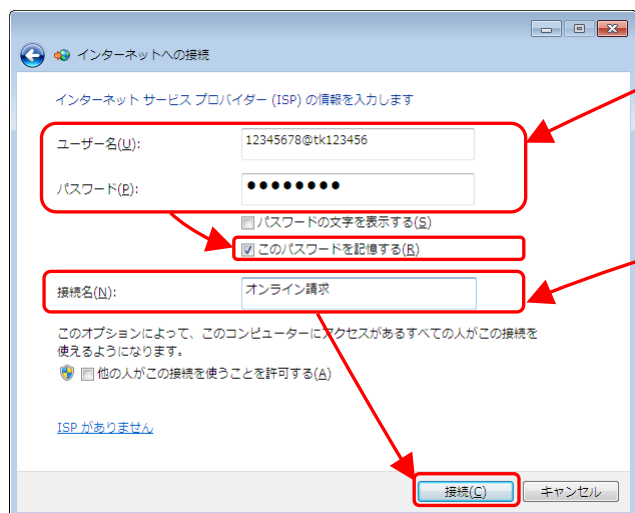 インターネットへの接続
インターネット サービス プロバイダー (ISP) の情報を入力します
ユーザー名(U):
12345678@tk123456
パスワード(P):
●●●●●●●●
パスワードの文字を表示する(S)
このパスワードを記憶する(R)
接続名(N):
オンライン請求
このオプションによって、このコンピューターにアクセスがあるすべての人がこの接続を
使えるようになります。
他の人がこの接続を使うことを許可する(A)
ISP がありません
接続(C)
キャンセル